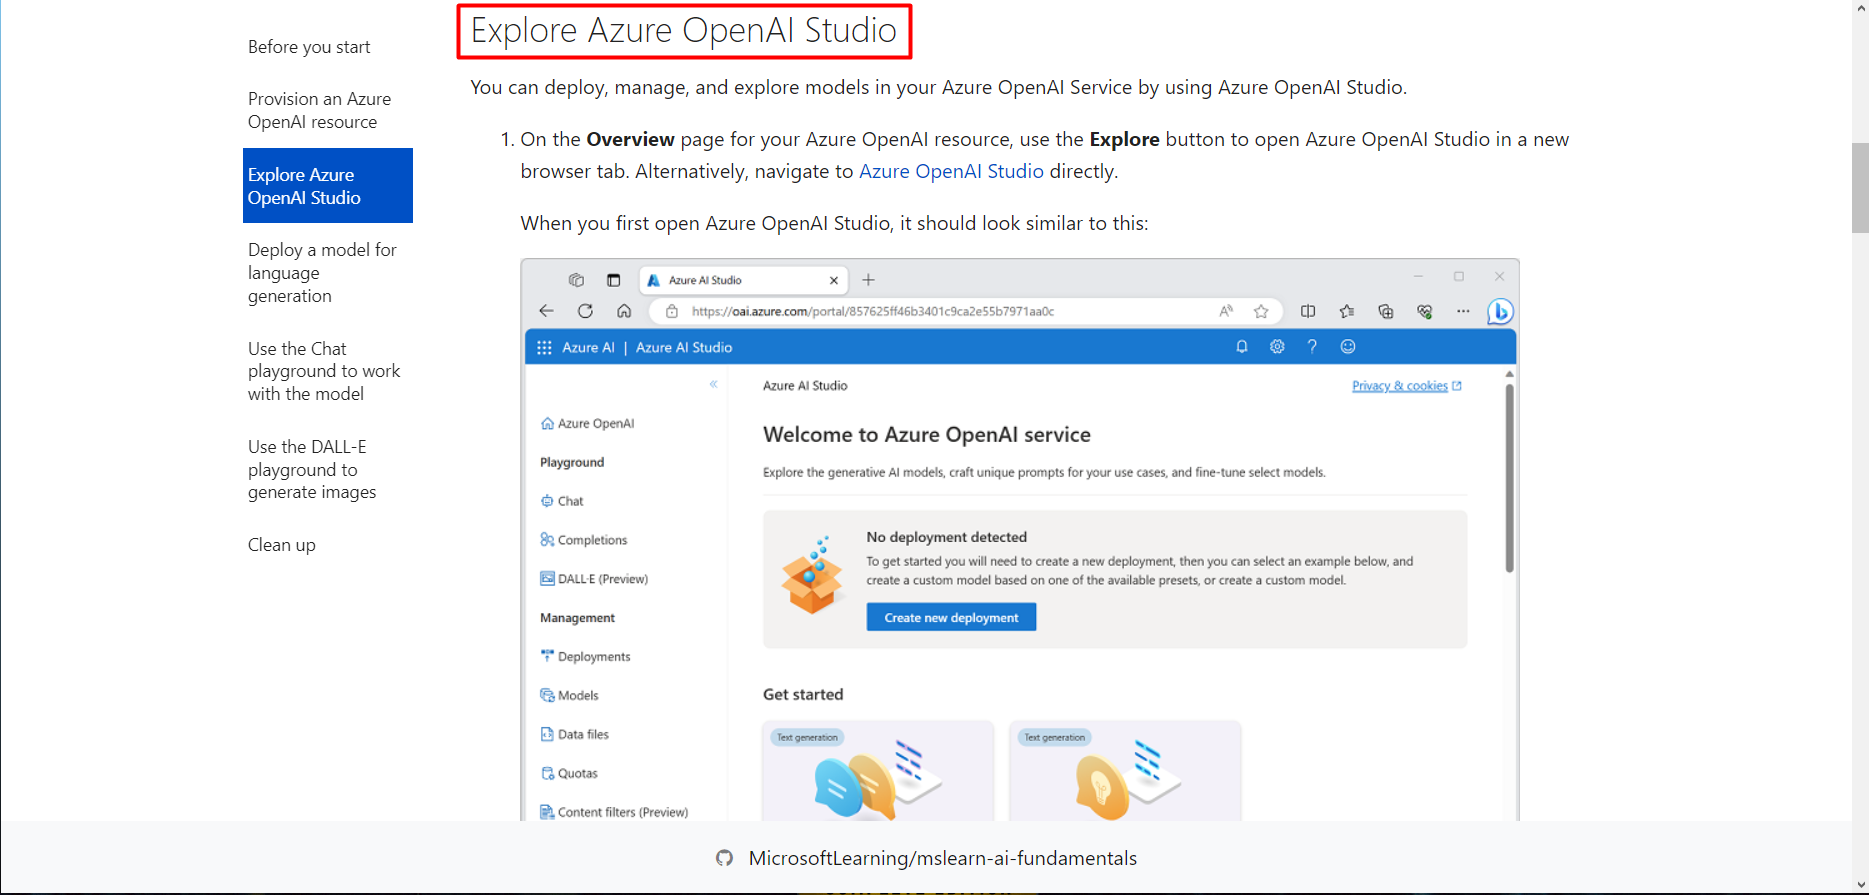 Before you start
Provision an Azure
OpenAI resource
Explore Azure
OpenAI Studio
Deploy a model for
language
generation
Use the Chat
playground to work
with the model
Use the DALL-E
playground to
generate images
Clean up
Explore Azure OpenAI Studio
You can deploy, manage, and explore models in your Azure OpenAI Service by using Azure OpenAI Studio.
1. On the Overview page for your Azure OpenAI resource, use the Explore button to open Azure OpenAI Studio in a new
browser tab. Alternatively, navigate to Azure OpenAI Studio directly.
When you first open Azure OpenAI Studio, it should look similar to this:
Azure AI Studio
https://oai.azure.com/portal/857625ff46b3401c9ca2e55b7971aa0c
Azure AI | Azure AI Studio
Azure OpenAI
Playground
Chat
Completions
DALL·E (Preview)
Management
Deployments
Models
Data files
Quotas
Content filters (Preview)
Azure AI Studio
Privacy & cookies
Welcome to Azure OpenAI service
Explore the generative AI models, craft unique prompts for your use cases, and fine-tune select models.
No deployment detected
To get started you will need to create a new deployment, then you can select an example below, and
create a custom model based on one of the available presets, or create a custom model.
Create new deployment
Get started
Text generation
Text generation
MicrosoftLearning/mslearn-ai-fundamentals